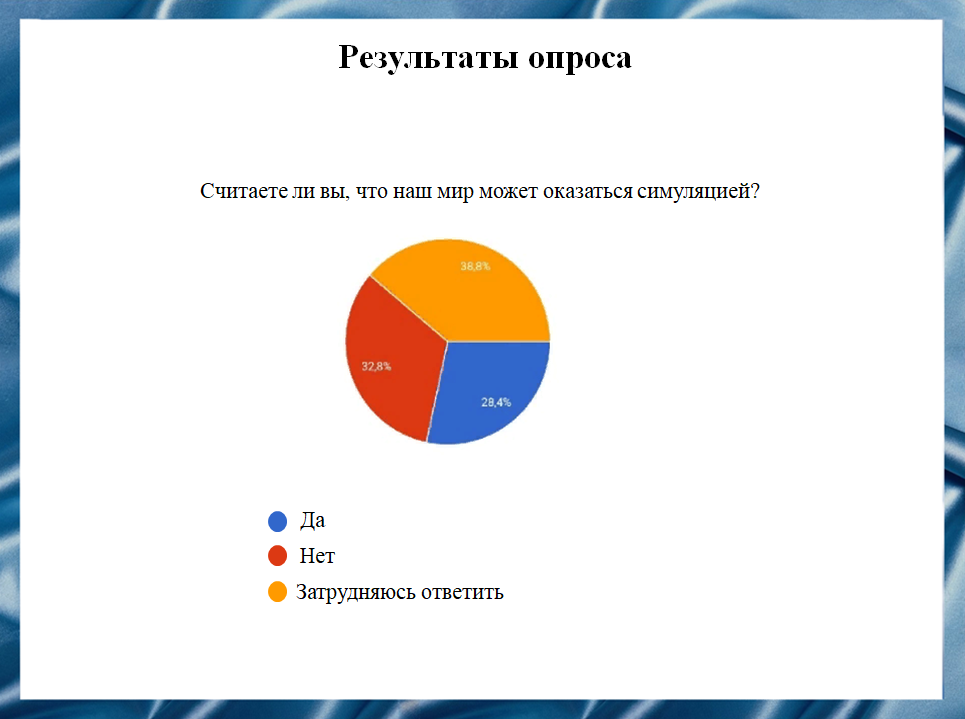 Результаты опроса
Считаете ли вы, что наш мир может оказаться симуляцией?
38,8%
32,8%
28,4%
Да
Нет
Затрудняюсь ответить